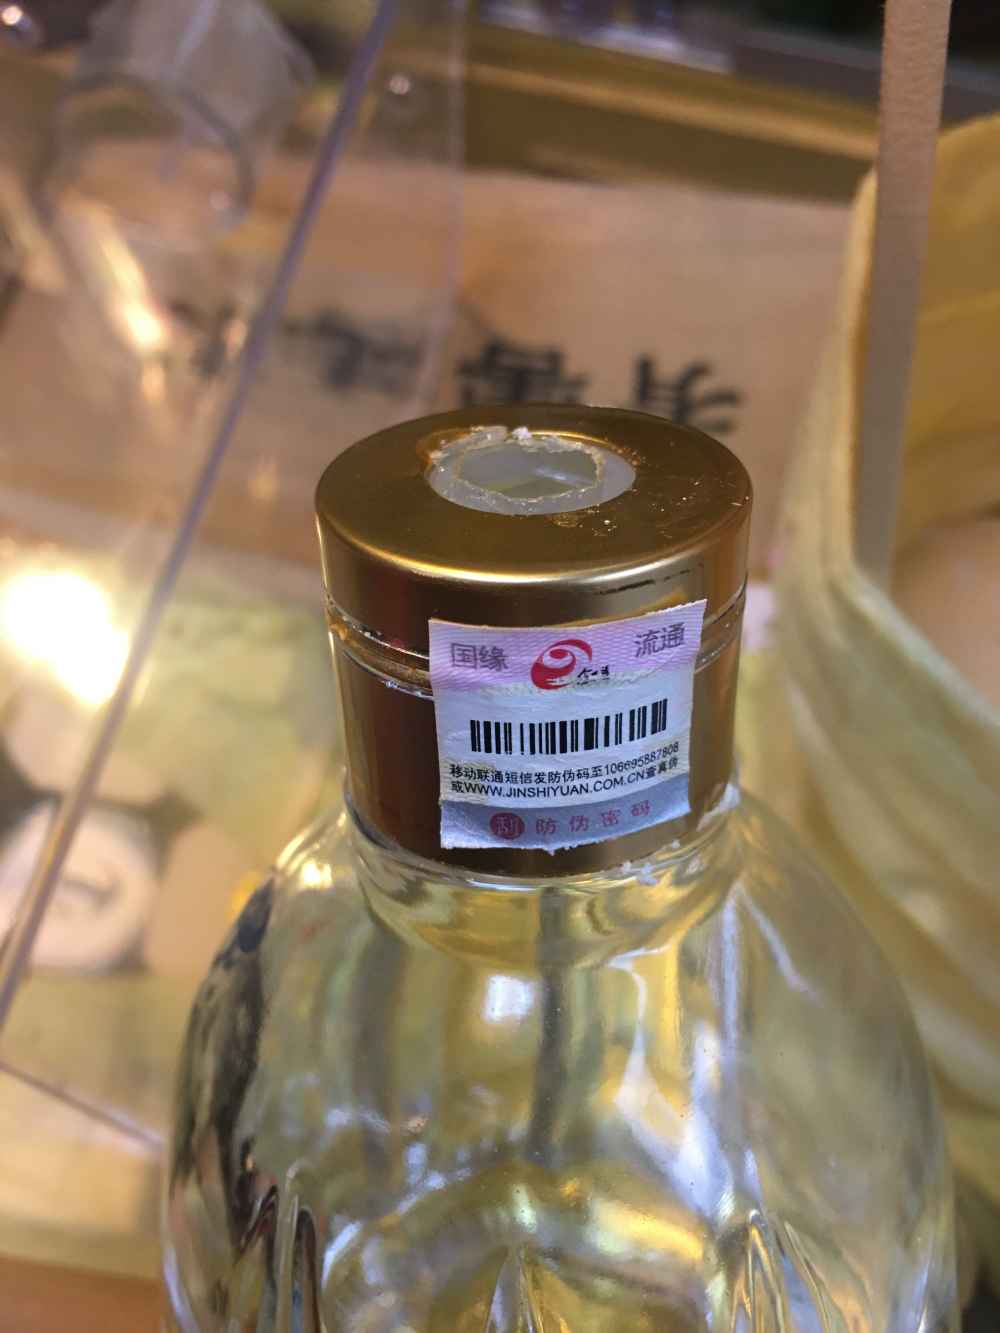 国缘 流通
移动联通短信发防伪码至106695887808
或WWW.JINSHIYUAN.COM.CN查真伪
刮 防伪密码